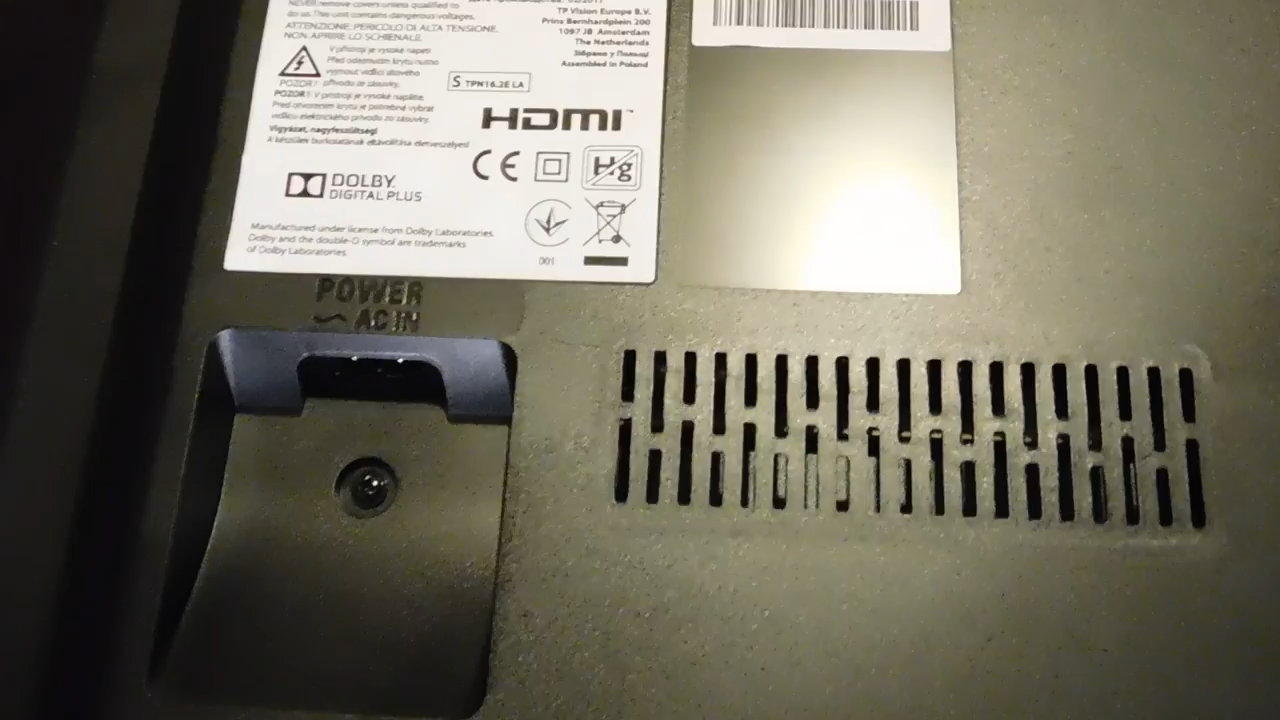 NEVER remove covers unless qualified to
do so. This unit contains dangerous voltages.
ATTENZIONE: PERICOLO DI ALTA TENSIONE,
NON APRIRE LO SCHIENALE.
V přístroji je vysoké napětí
Před odejmutím krytu nutno
vyjmout vidlici síťového
POZOR! přívodu ze zásuvky.
POZOR! V prístroji je vysoké napätie.
Pred otvorením krytu je potrebné vybrat
vidlicu elektrického prívodu zo zásuvky.
Vigyázat, nagyfeszültség!
A készülék burkolatának eltávolítása életveszélyes!
TP Vision Europe B.V.
Prins Bernhardplein 200
1097 JB Amsterdam
The Netherlands
Зібрано у Польщі
Assembled in Poland
S TPN16.2E LA
HDMI™
CE
Hg
DOLBY
DIGITAL PLUS
Manufactured under license from Dolby Laboratories.
Dolby and the double-D symbol are trademarks
of Dolby Laboratories.
001
POWER
~ AC IN